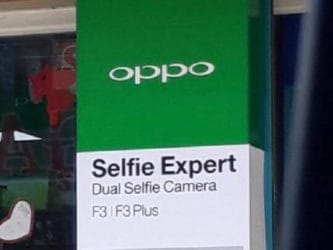 oppo
Selfie Expert
Dual Selfie Camera
F3 | F3 Plus